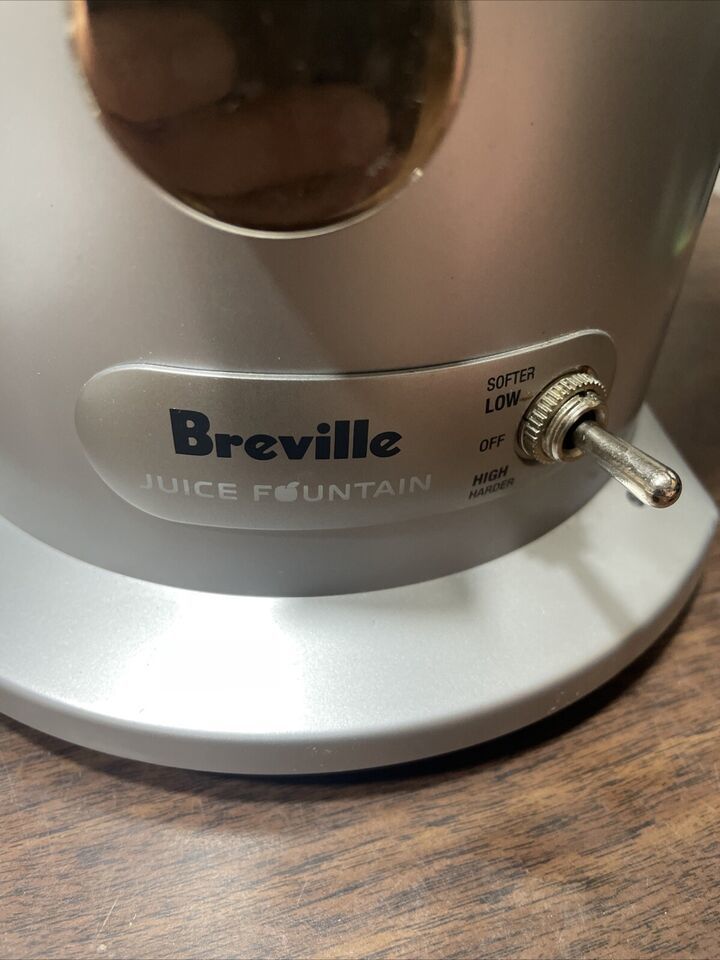 Breville
JUICE FOUNTAIN
SOFTER
LOW
OFF
HIGH
HARDER